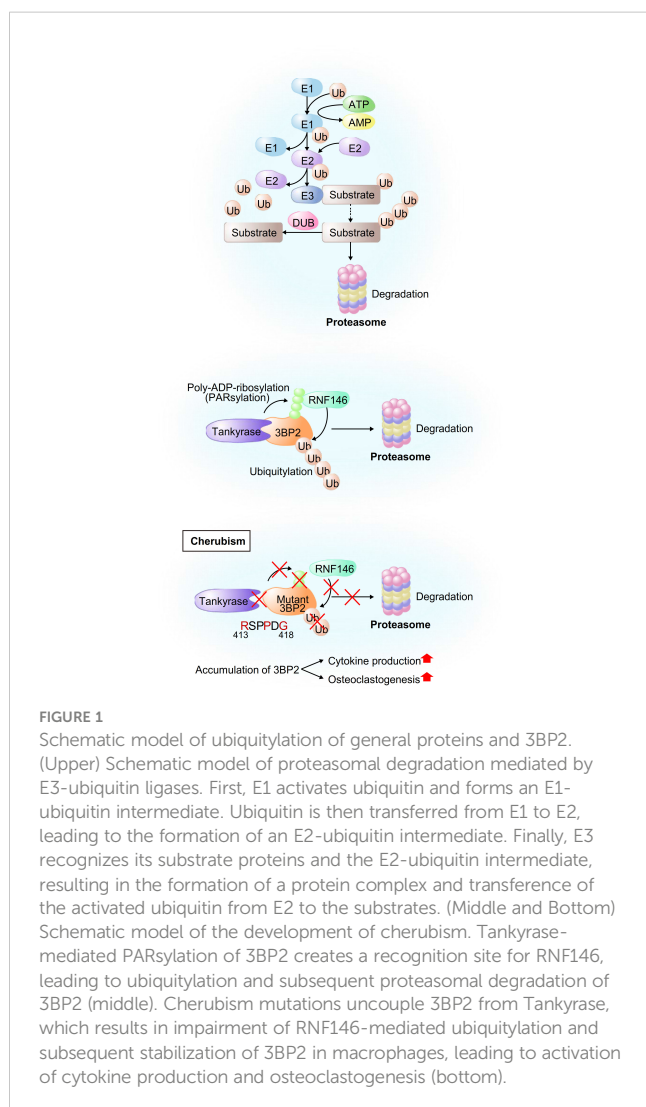 E1
Ub
ATP
E1
AMP
Ub
E1
E2
E2
Ub
E2
Ub
E3
Substrate
Ub
Ub
Ub
Ub
Ub
Ub
DUB
Ub
Substrate
Substrate
Degradation
Proteasome
Poly-ADP-ribosylation
(PARsylation)
RNF146
Tankyrase
3BP2
Degradation
Ub
Ub
Proteasome
Ubiquitylation
Ub
Ub
Cherubism
RNF146
Tankyrase
Mutant
3BP2
Degradation
Ub
Ub
Proteasome
RSPPDG
413 418
Accumulation of 3BP2
Cytokine production
Osteoclastogenesis
FIGURE 1
Schematic model of ubiquitylation of general proteins and 3BP2.
(Upper) Schematic model of proteasomal degradation mediated by
E3-ubiquitin ligases. First, E1 activates ubiquitin and forms an E1-
ubiquitin intermediate. Ubiquitin is then transferred from E1 to E2,
leading to the formation of an E2-ubiquitin intermediate. Finally, E3
recognizes its substrate proteins and the E2-ubiquitin intermediate,
resulting in the formation of a protein complex and transference of
the activated ubiquitin from E2 to the substrates. (Middle and Bottom)
Schematic model of the development of cherubism. Tankyrase-
mediated PARsylation of 3BP2 creates a recognition site for RNF146,
leading to ubiquitylation and subsequent proteasomal degradation of
3BP2 (middle). Cherubism mutations uncouple 3BP2 from Tankyrase,
which results in impairment of RNF146-mediated ubiquitylation and
subsequent stabilization of 3BP2 in macrophages, leading to activation
of cytokine production and osteoclastogenesis (bottom).